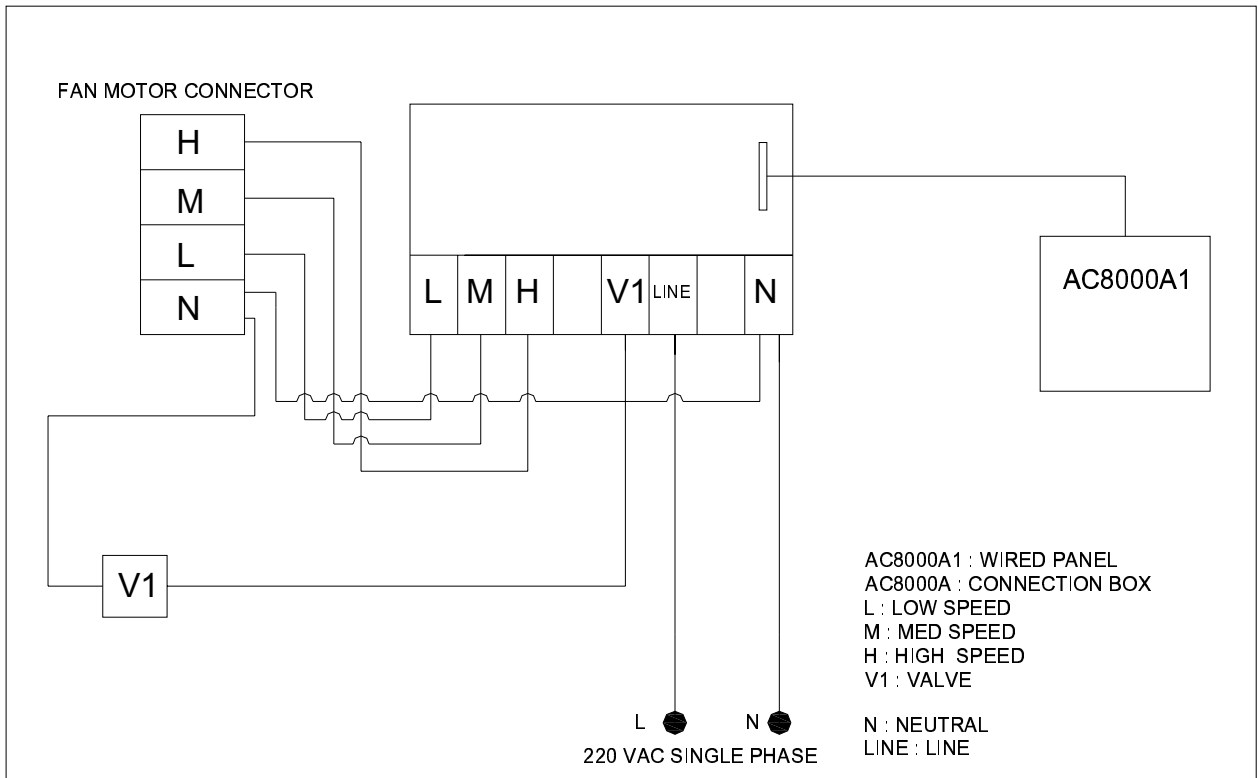 FAN MOTOR CONNECTOR
H
M
L
N
L M H V1 LINE N
AC8000A1
V1
L N
220 VAC SINGLE PHASE
AC8000A1 : WIRED PANEL
AC8000A : CONNECTION BOX
L : LOW SPEED
M : MED SPEED
H : HIGH SPEED
V1 : VALVE
N : NEUTRAL
LINE : LINE